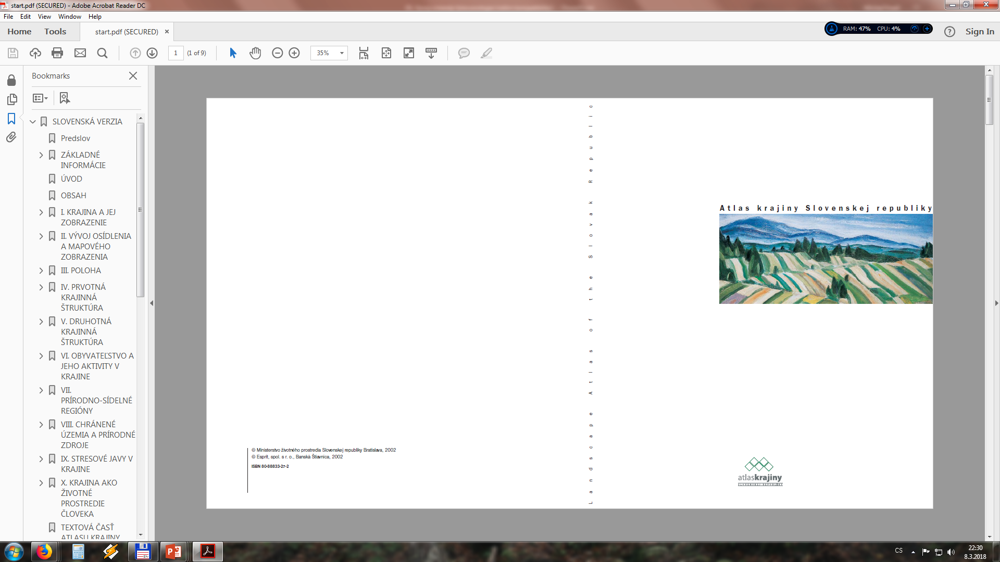 start.pdf (SECURED) - Adobe Acrobat Reader DC
File Edit View Window Help
Home Tools start.pdf (SECURED) ×
RAM: 47% CPU: 4%
? Sign In
1 (1 of 9)
35%
Bookmarks
SLOVENSKÁ VERZIA
Predslov
ZÁKLADNÉ
INFORMÁCIE
ÚVOD
OBSAH
I. KRAJINA A JEJ
ZOBRAZENIE
II. VÝVOJ OSÍDLENIA
A MAPOVÉHO
ZOBRAZENIA
III. POLOHA
IV. PRVOTNÁ
KRAJINNÁ
ŠTRUKTÚRA
V. DRUHOTNÁ
KRAJINNÁ
ŠTRUKTÚRA
VI. OBYVATEĽSTVO A
JEHO AKTIVITY V
KRAJINE
VII.
PRÍRODNO-SÍDELNÉ
REGIÓNY
VIII. CHRÁNENÉ
ÚZEMIA A PRÍRODNÉ
ZDROJE
IX. STRESOVÉ JAVY V
KRAJINE
X. KRAJINA AKO
ŽIVOTNÉ
PROSTREDIE
ČLOVEKA
TEXTOVÁ ČASŤ
ATLASU KRAJINY
© Ministerstvo životného prostredia Slovenskej republiky Bratislava, 2002
© Esprit, spol. s r. o., Banská Štiavnica, 2002
ISBN 80-88833-27-2
Landscape Atlas of the Slovak Republic
Atlas krajiny Slovenskej republiky
atlaskrajiny
SLOVENSKEJ REPUBLIKY
CS
22:30
8.3.2018